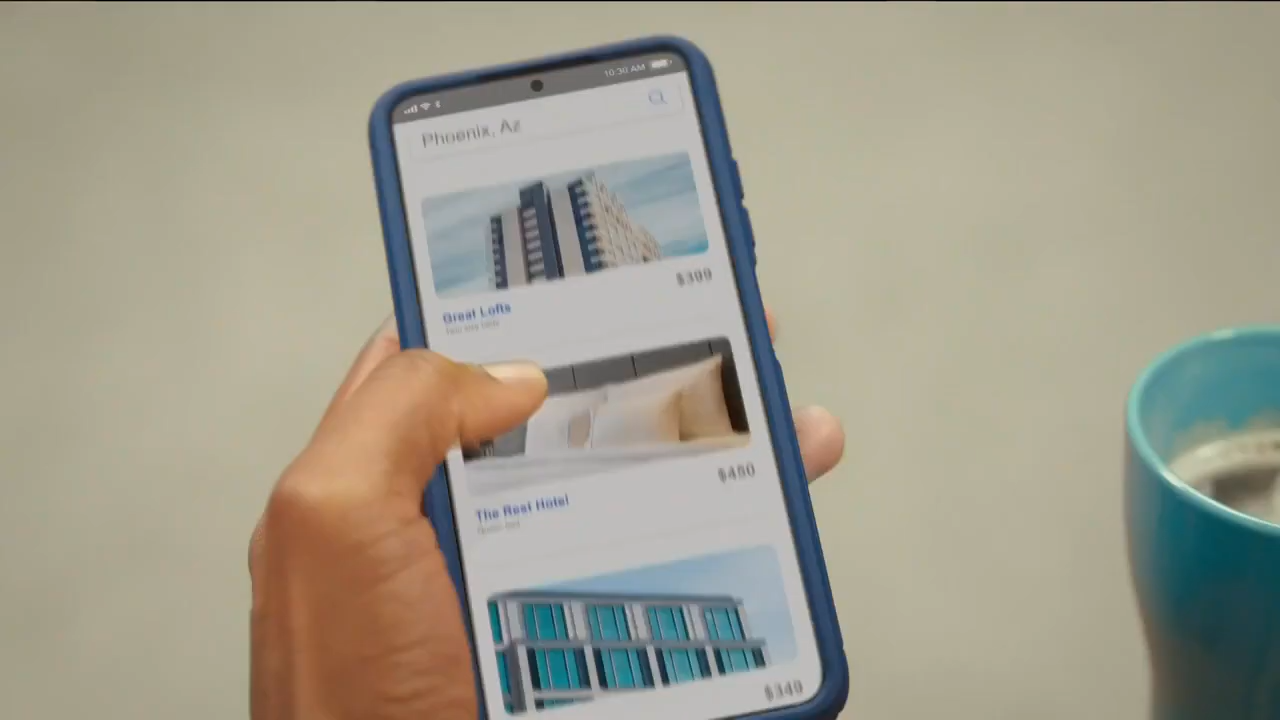 10:30 AM
Phoenix, Az
$399
Great Lofts
$450
The Rest Hotel
$349